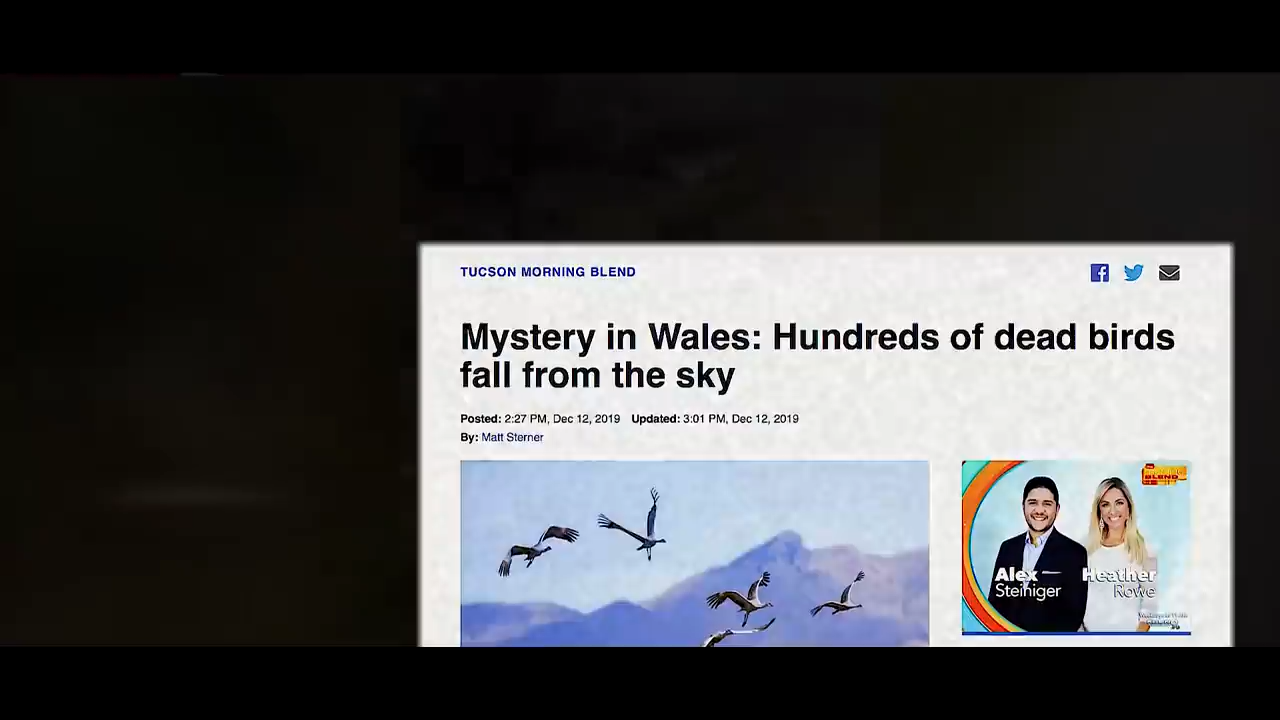 TUCSON MORNING BLEND
Mystery in Wales: Hundreds of dead birds
fall from the sky
Posted: 2:27 PM, Dec 12, 2019 Updated: 3:01 PM, Dec 12, 2019
By: Matt Sterner
BLEND
Alex Heather
Steiniger Rowe